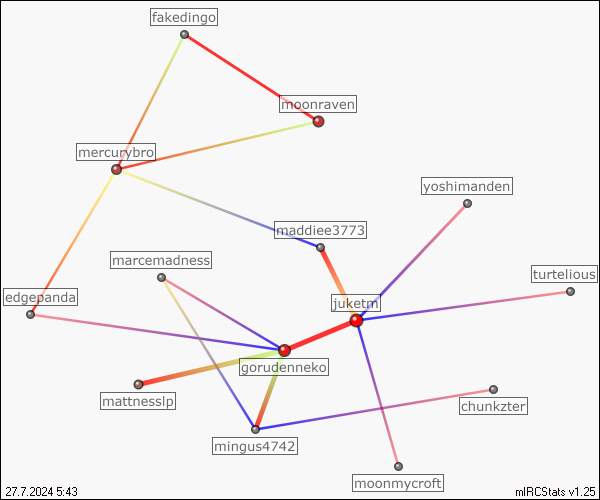 fakedingo
moonraven
mercurybro
yoshimanden
maddiee3773
marcemadness
turtelious
edgepanda
juketm
gorudenneko
mattnesslp
chunkzter
mingus4742
moonmycroft
27.7.2024 5:43
mIRCStats v1.25